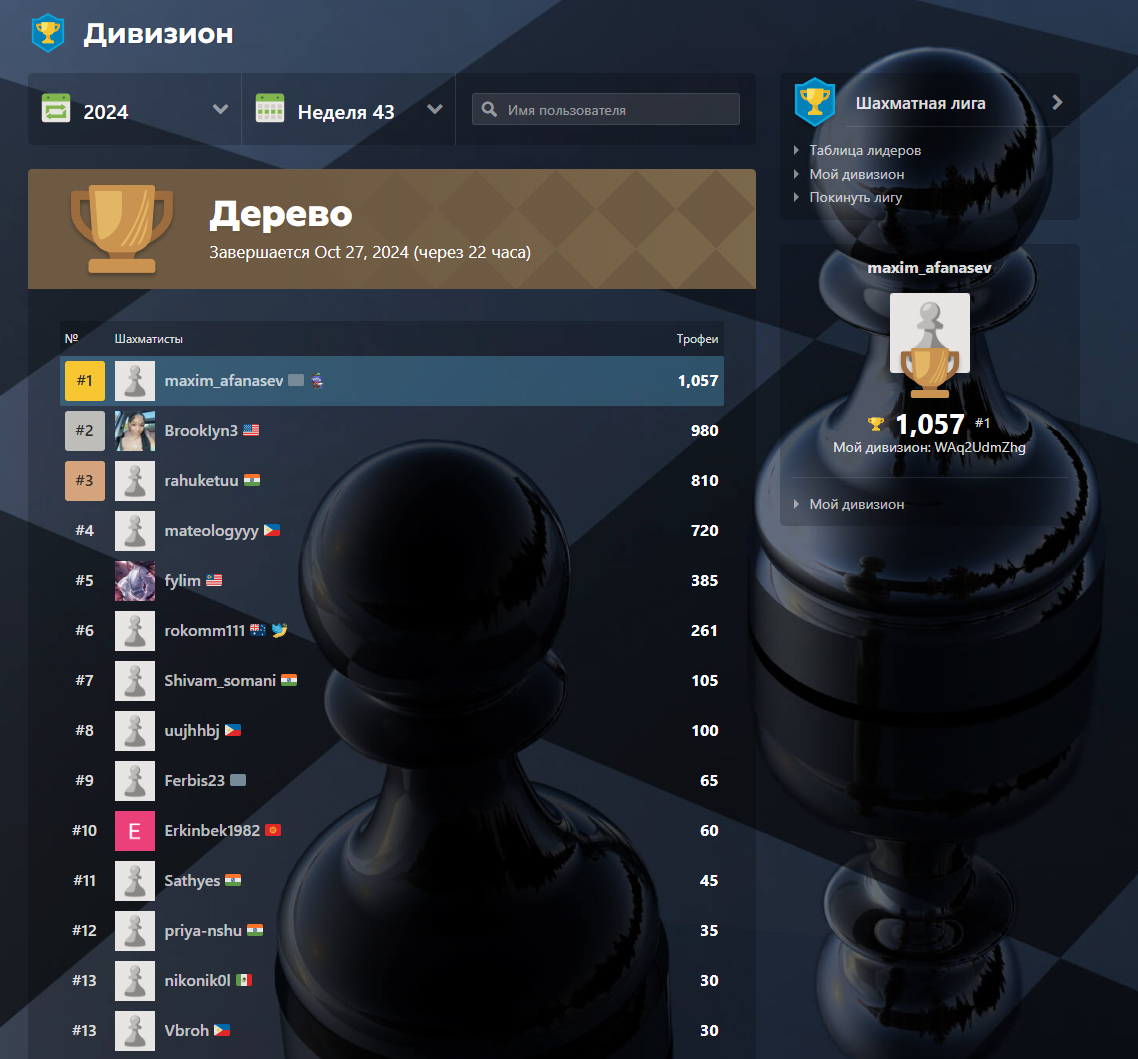 Дивизион
2024
Неделя 43
Имя пользователя
Дерево
Завершается Oct 27, 2024 (через 22 часа)
№ Шахматисты Трофеи
#1 maxim_afanasev 1,057
#2 Brooklyn3 980
#3 rahuketuu 810
#4 mateologyyy 720
#5 fylim 385
#6 rokomm111 261
#7 Shivam_somani 105
#8 uujhhbj 100
#9 Ferbis23 65
#10 E Erkinbek1982 60
#11 Sathyes 45
#12 priya-nshu 35
#13 nikonik0l 30
#13 Vbroh 30
Шахматная лига
Таблица лидеров
Мой дивизион
Покинуть лигу
maxim_afanasev
1,057 #1
Мой дивизион: WAq2UdmZhg
Мой дивизион